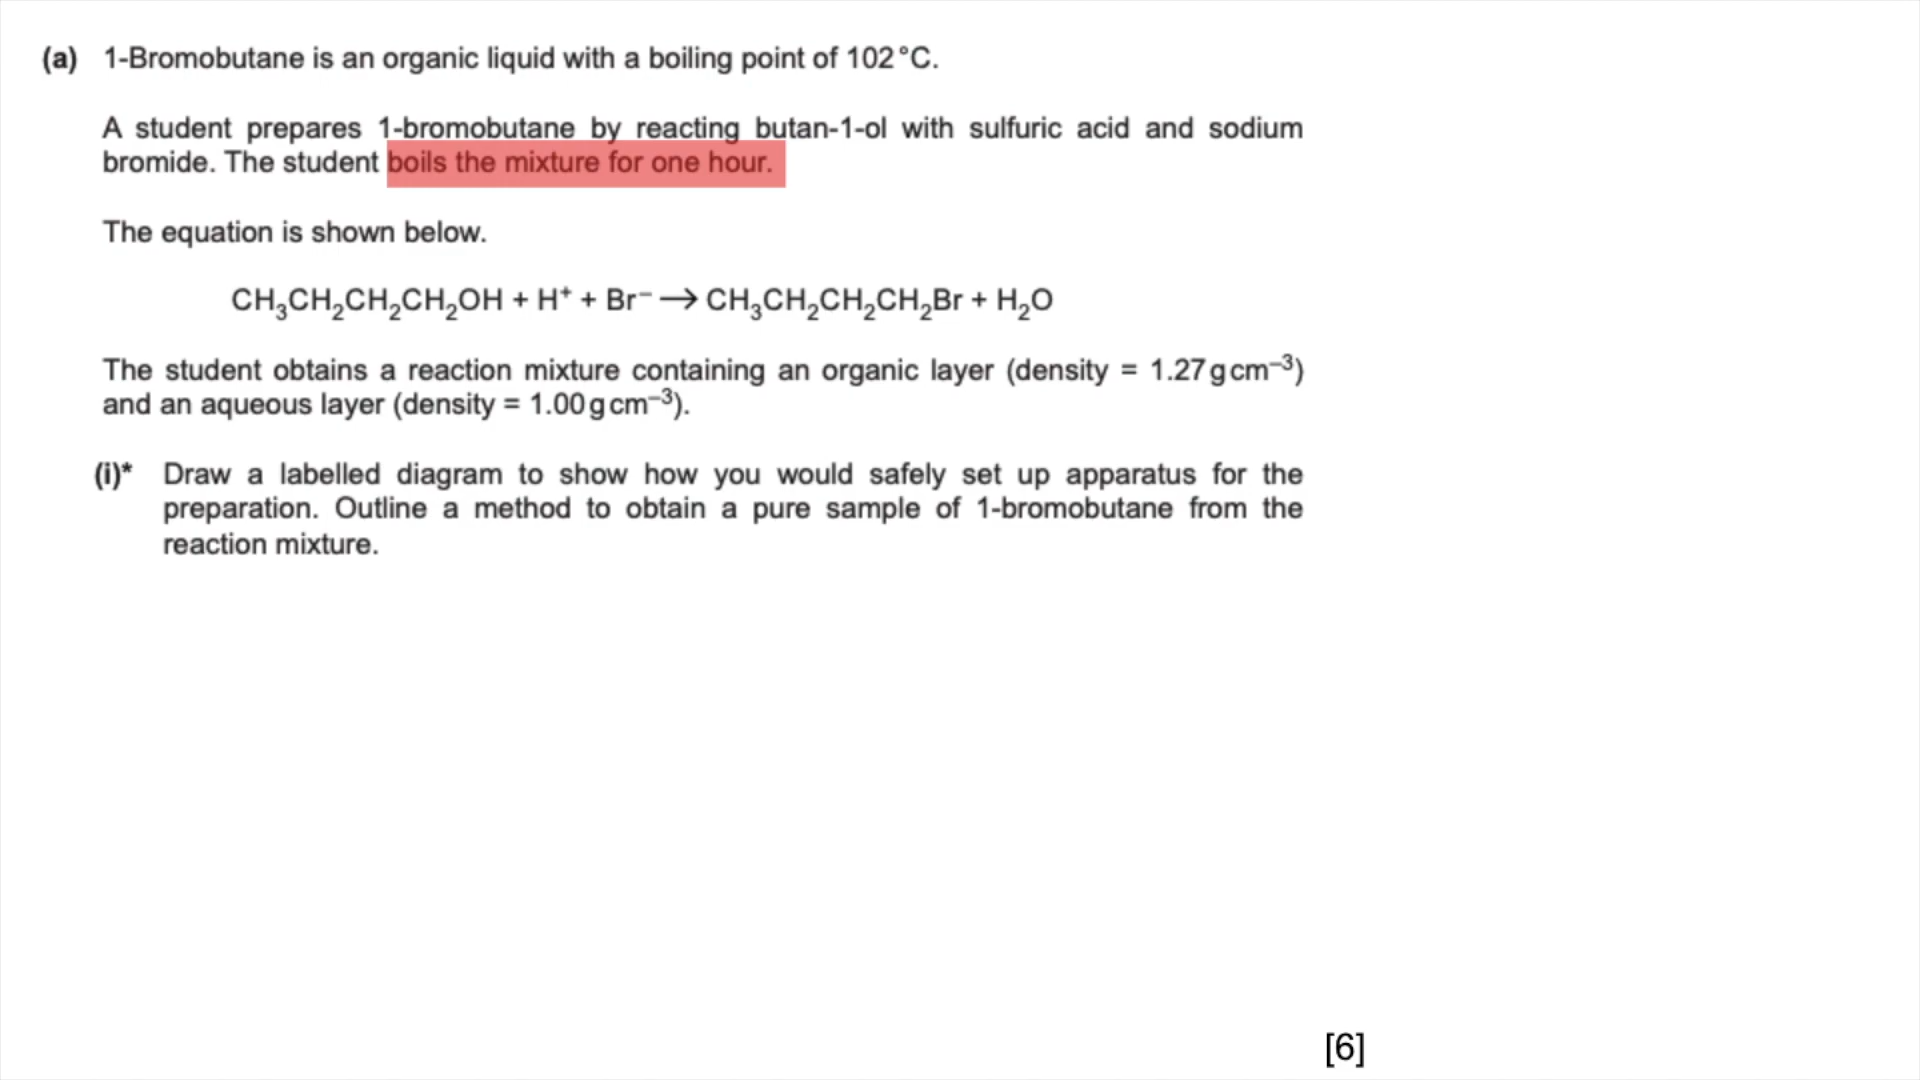 (a) 1-Bromobutane is an organic liquid with a boiling point of 102 °C.
A student prepares 1-bromobutane by reacting butan-1-ol with sulfuric acid and sodium
bromide. The student boils the mixture for one hour.
The equation is shown below.
CH₃CH₂CH₂CH₂OH + H⁺ + Br⁻ → CH₃CH₂CH₂CH₂Br + H₂O
The student obtains a reaction mixture containing an organic layer (density = 1.27 g cm⁻³)
and an aqueous layer (density = 1.00 g cm⁻³).
(i)* Draw a labelled diagram to show how you would safely set up apparatus for the
preparation. Outline a method to obtain a pure sample of 1-bromobutane from the
reaction mixture.
[6]